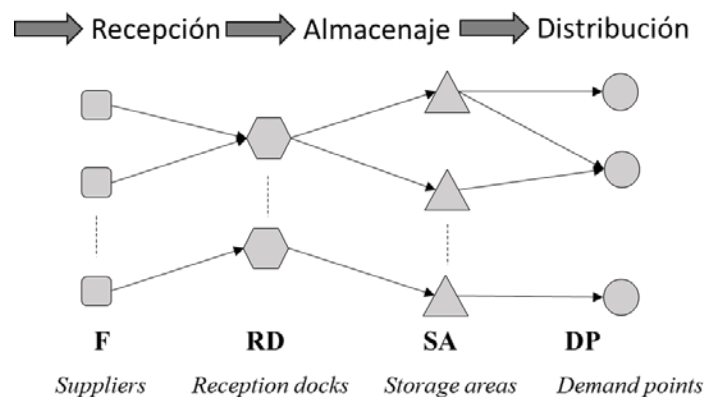 Recepción Almacenaje Distribución
F RD SA DP
Suppliers Reception docks Storage areas Demand points